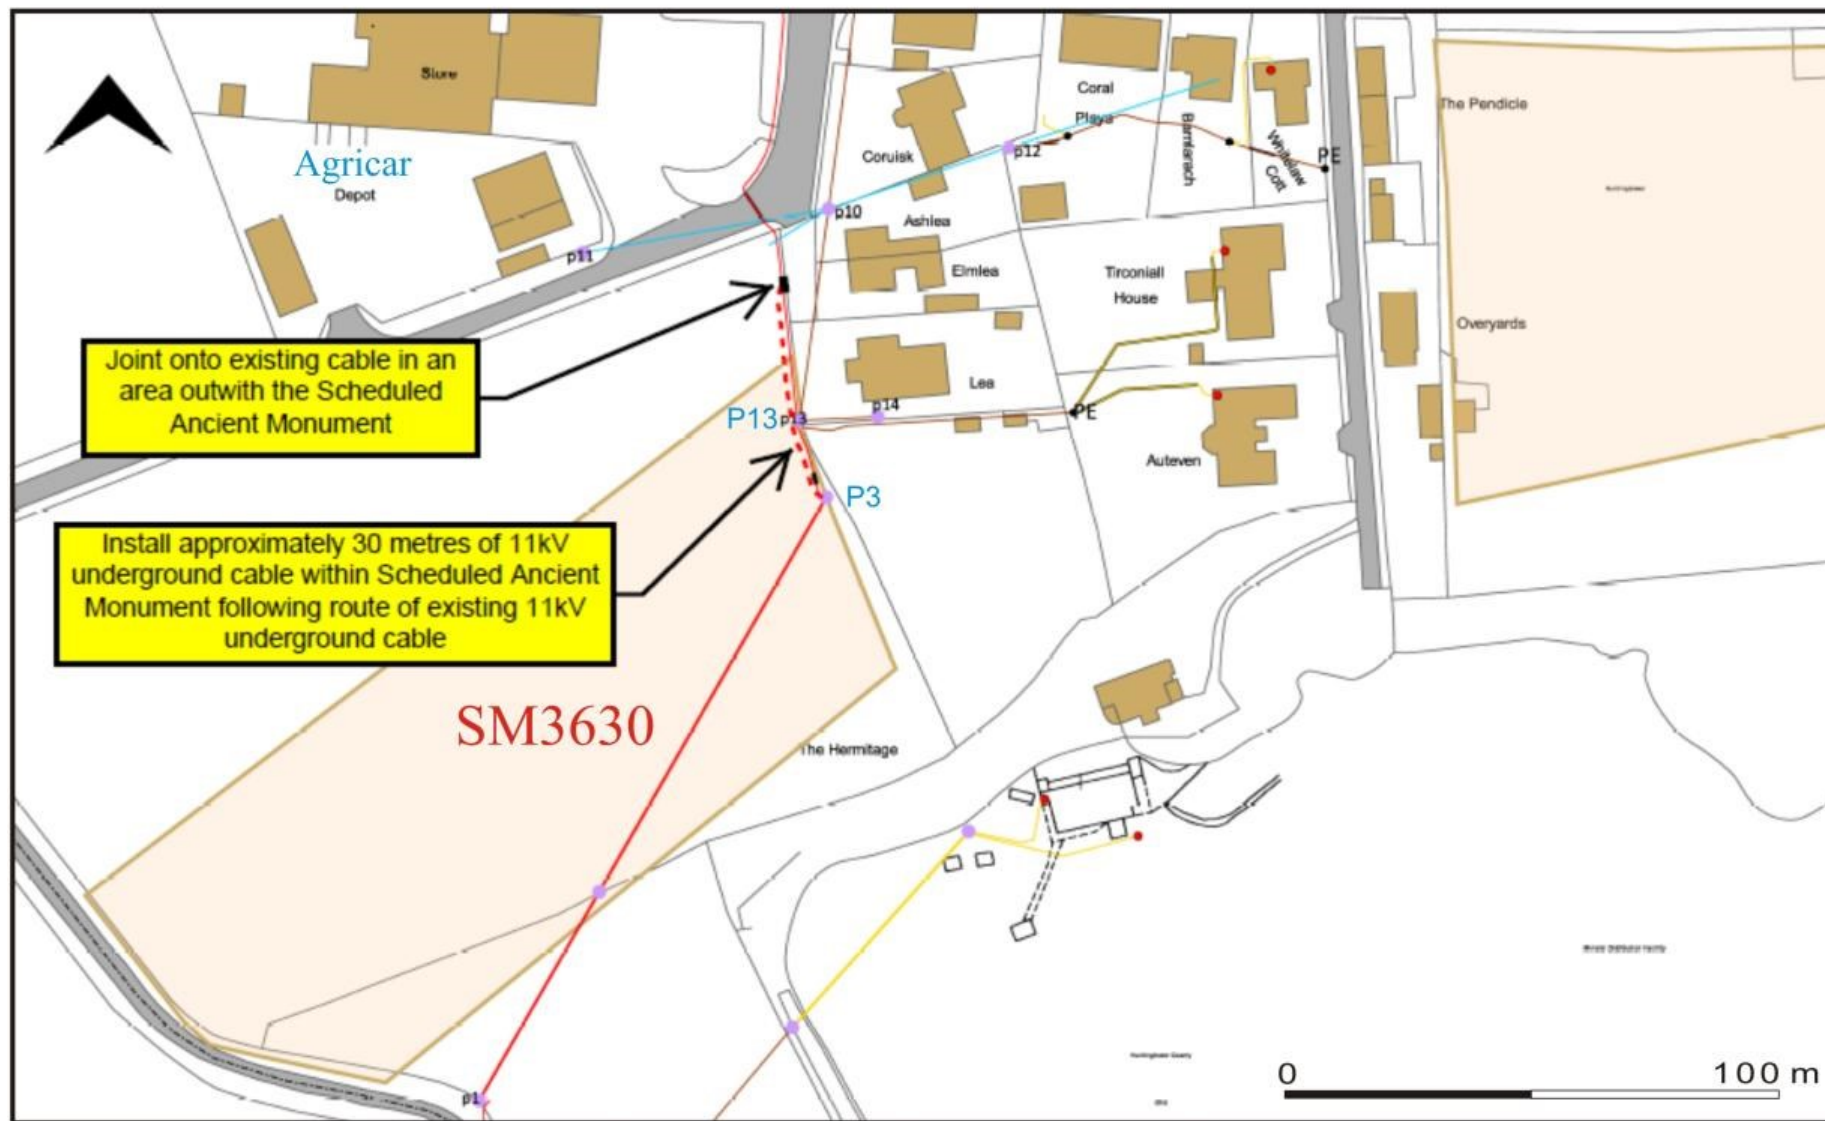 Store
Agricar
Depot
Coral
Playa
Coruisk
p12
Barnfarach
Whitelaw
Cott
PE
The Pendicle
p10
Ashlea
p11
Elmlea
Tirconiall
House
Overyards
Joint onto existing cable in an
area outwith the Scheduled
Ancient Monument
Lea
P13
p13
p14
PE
Auteven
P3
Install approximately 30 metres of 11kV
underground cable within Scheduled Ancient
Monument following route of existing 11kV
underground cable
SM3630
The Hermitage
p1
0
100 m